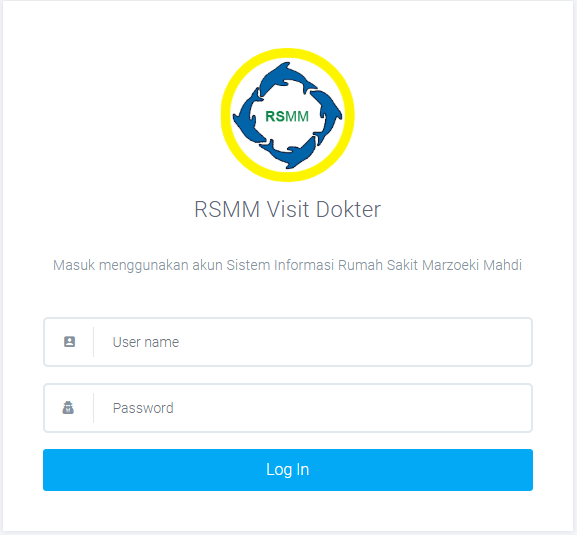 RSMM
RSMM Visit Dokter
Masuk menggunakan akun Sistem Informasi Rumah Sakit Marzoeki Mahdi
User name
Password
Log In